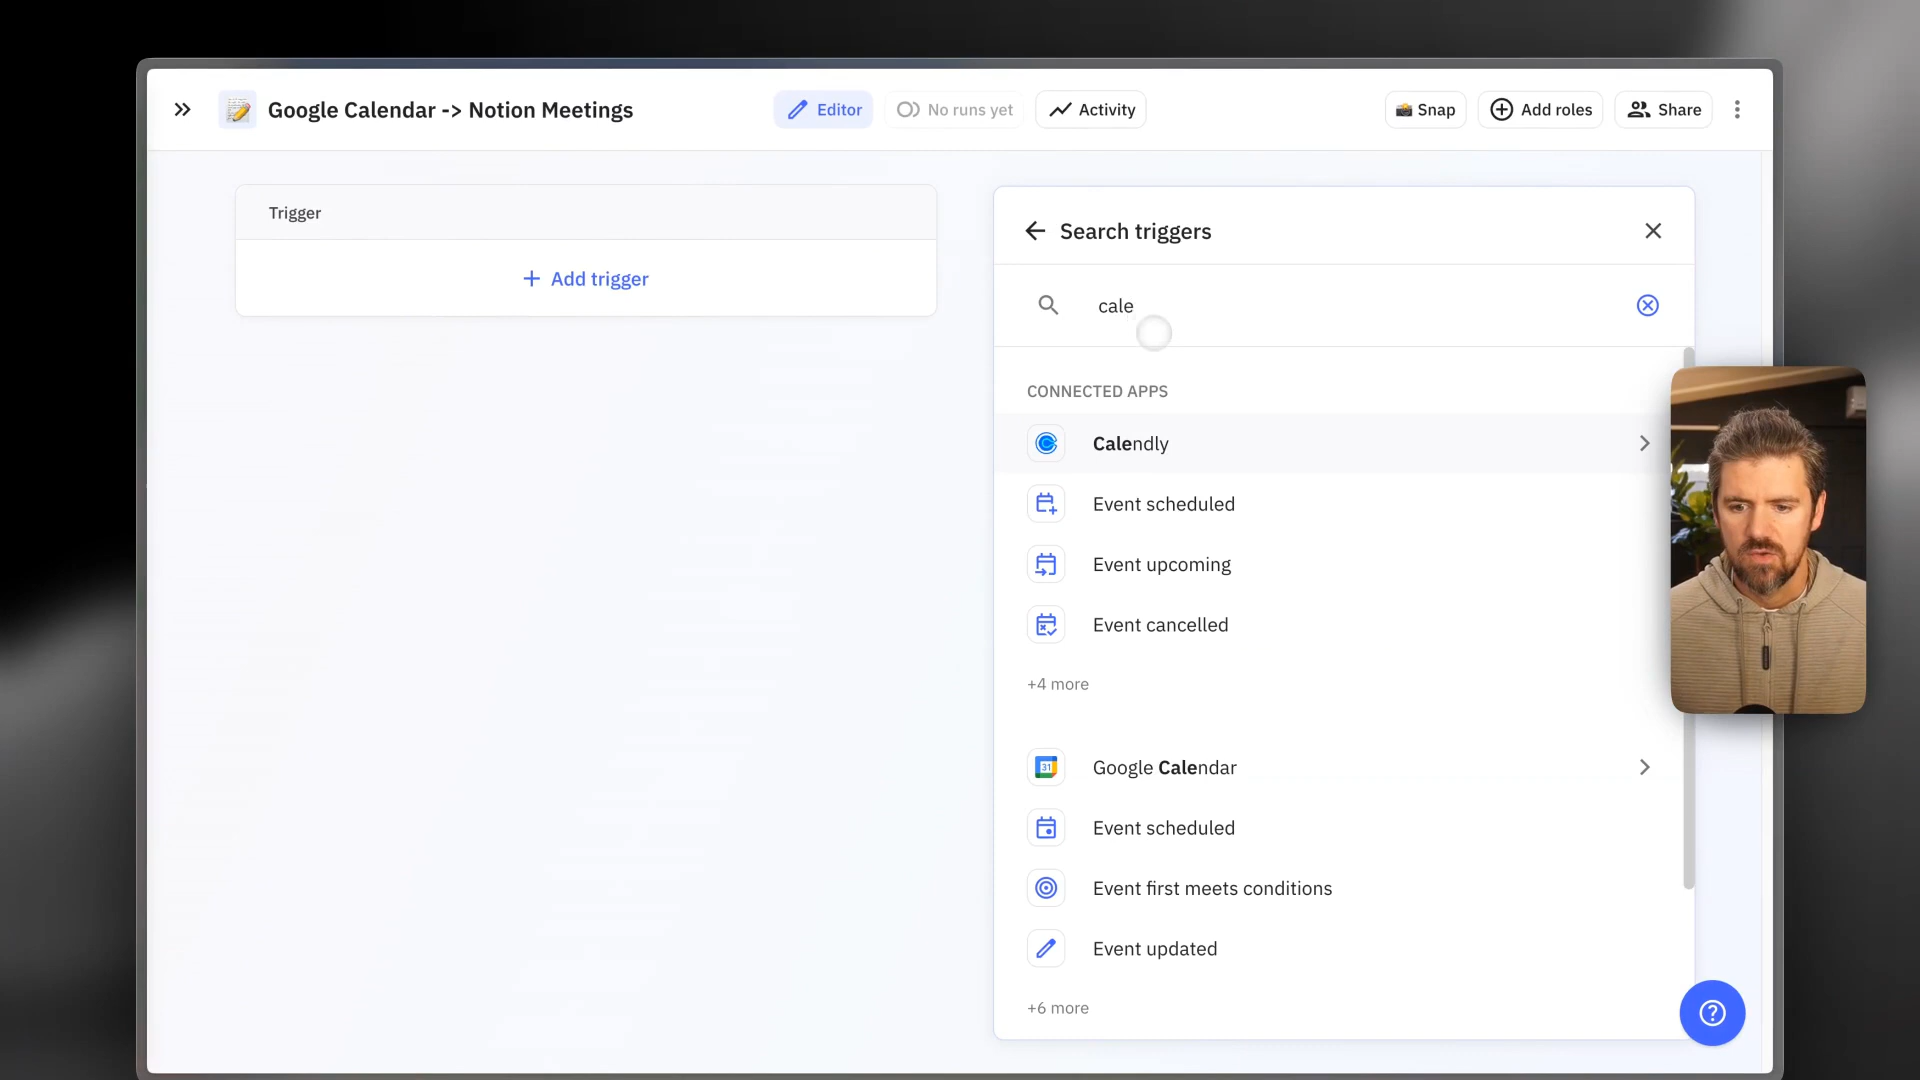 Google Calendar -> Notion Meetings
Editor
No runs yet
Activity
📸 Snap
Add roles
Share
Trigger
+ Add trigger
Search triggers
cale
CONNECTED APPS
Calendly
Event scheduled
Event upcoming
Event cancelled
+4 more
31
Google Calendar
Event scheduled
Event first meets conditions
Event updated
+6 more